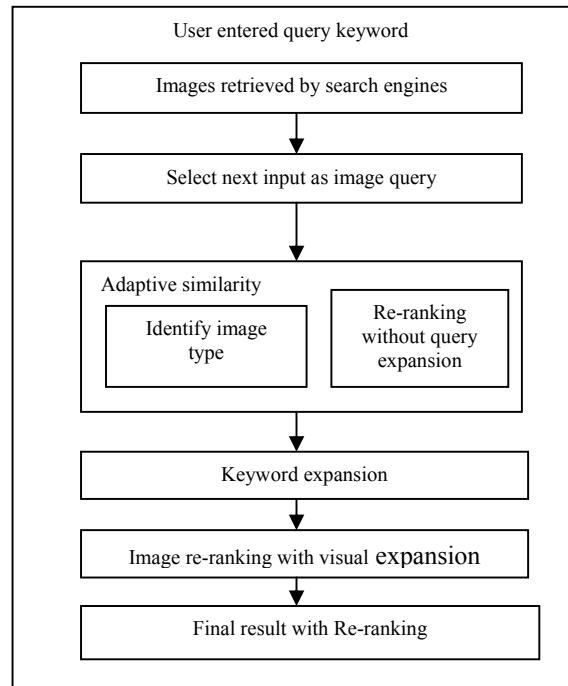 User entered query keyword
Images retrieved by search engines
Select next input as image query
Adaptive similarity
Identify image
type
Re-ranking
without query
expansion
Keyword expansion
Image re-ranking with visual expansion
Final result with Re-ranking